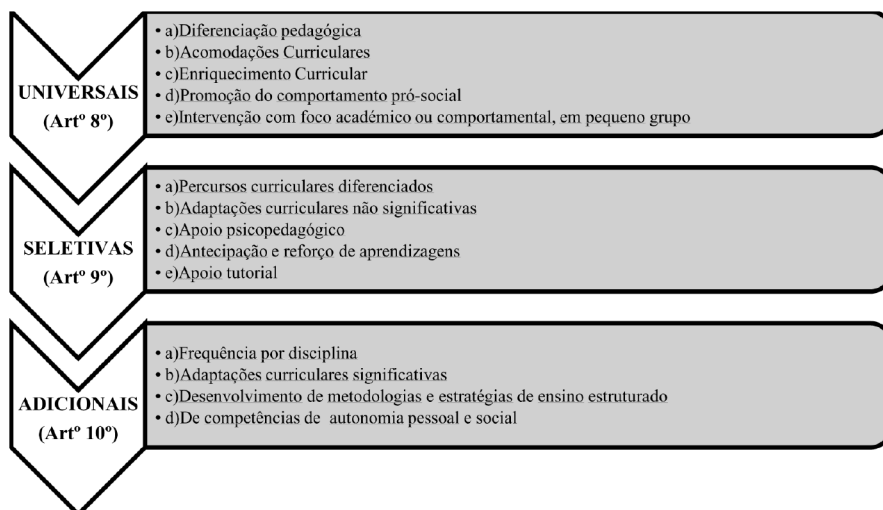 UNIVERSAIS
(Artº 8º)
• a)Diferenciação pedagógica
• b)Acomodações Curriculares
• c)Enriquecimento Curricular
• d)Promoção do comportamento pró-social
• e)Intervenção com foco académico ou comportamental, em pequeno grupo
SELETIVAS
(Artº 9º)
• a)Percursos curriculares diferenciados
• b)Adaptações curriculares não significativas
• c)Apoio psicopedagógico
• d)Antecipação e reforço de aprendizagens
• e)Apoio tutorial
ADICIONAIS
(Artº 10º)
• a)Frequência por disciplina
• b)Adaptações curriculares significativas
• c)Desenvolvimento de metodologias e estratégias de ensino estruturado
• d)De competências de autonomia pessoal e social